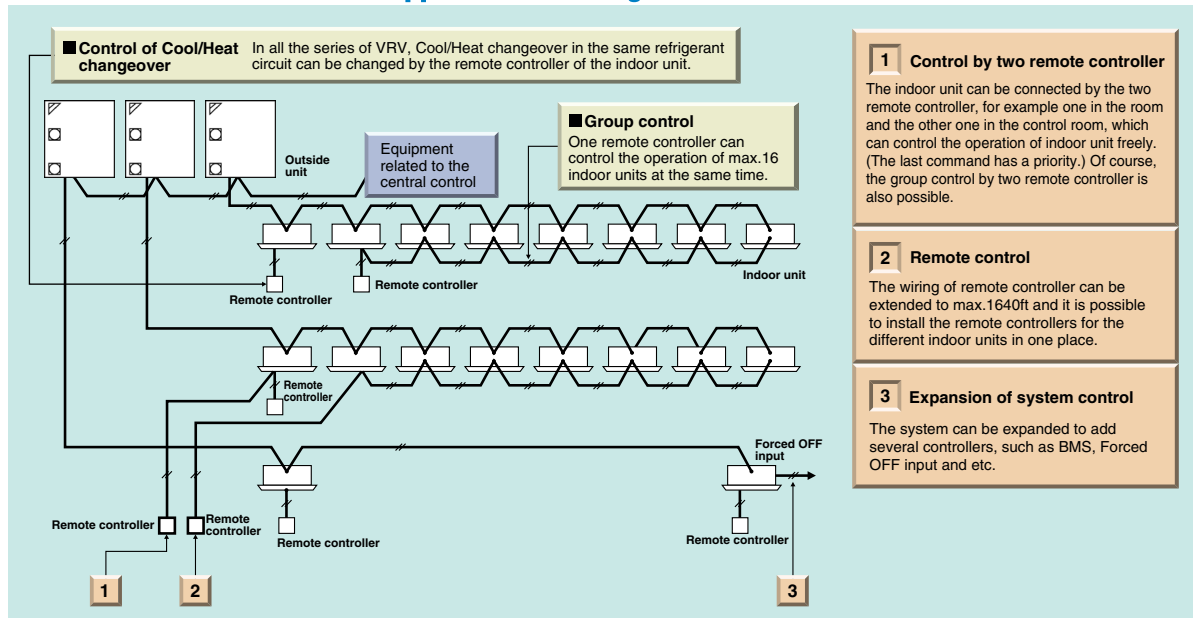 ■Control of Cool/Heat changeover
In all the series of VRV, Cool/Heat changeover in the same refrigerant
circuit can be changed by the remote controller of the indoor unit.
Outside
unit
Equipment
related to the
central control
■Group control
One remote controller can
control the operation of max.16
indoor units at the same time.
Indoor unit
Remote controller
Remote controller
Remote
controller
Forced OFF
input
Remote controller
Remote
controller
Remote controller
Remote controller
1
2
3
1 Control by two remote controller
The indoor unit can be connected by the two
remote controller, for example one in the room
and the other one in the control room, which
can control the operation of indoor unit freely.
(The last command has a priority.) Of course,
the group control by two remote controller is
also possible.
2 Remote control
The wiring of remote controller can be
extended to max.1640ft and it is possible
to install the remote controllers for the
different indoor units in one place.
3 Expansion of system control
The system can be expanded to add
several controllers, such as BMS, Forced
OFF input and etc.